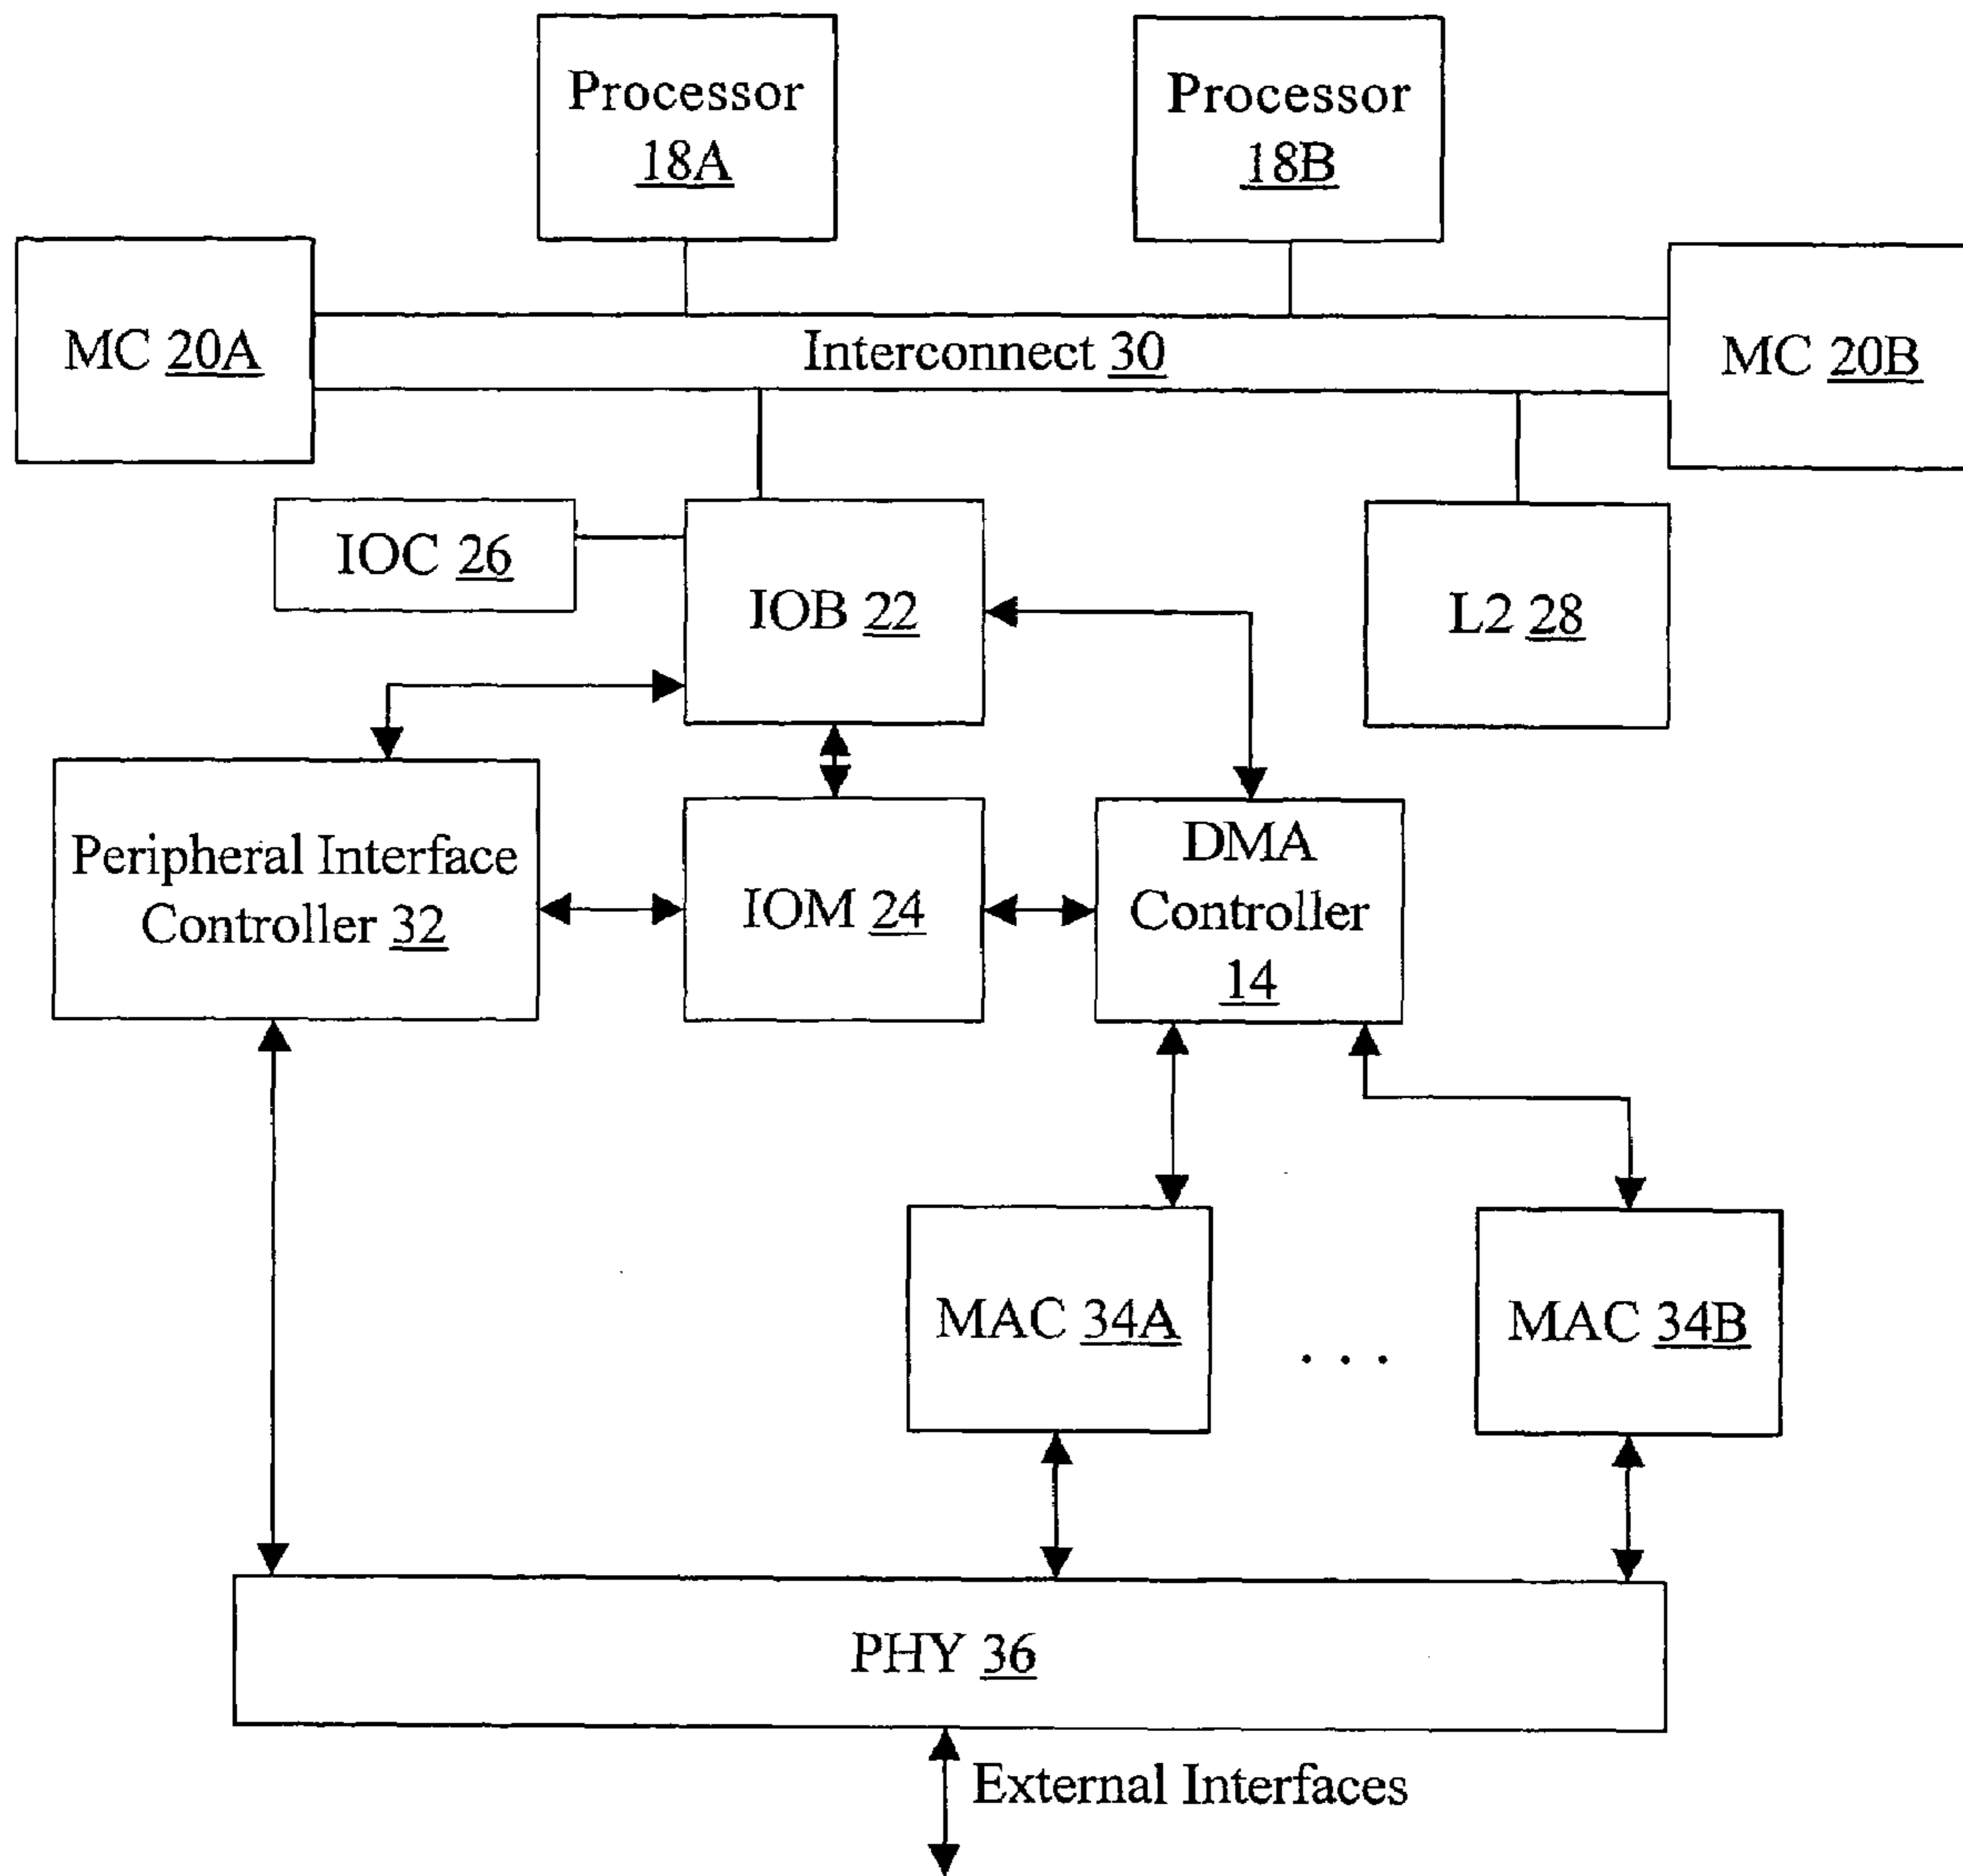 Processor
18A
Processor
18B
MC 20A
Interconnect 30
MC 20B
IOC 26
IOB 22
L2 28
Peripheral Interface
Controller 32
IOM 24
DMA
Controller
14
MAC 34A
. . .
MAC 34B
PHY 36
External Interfaces